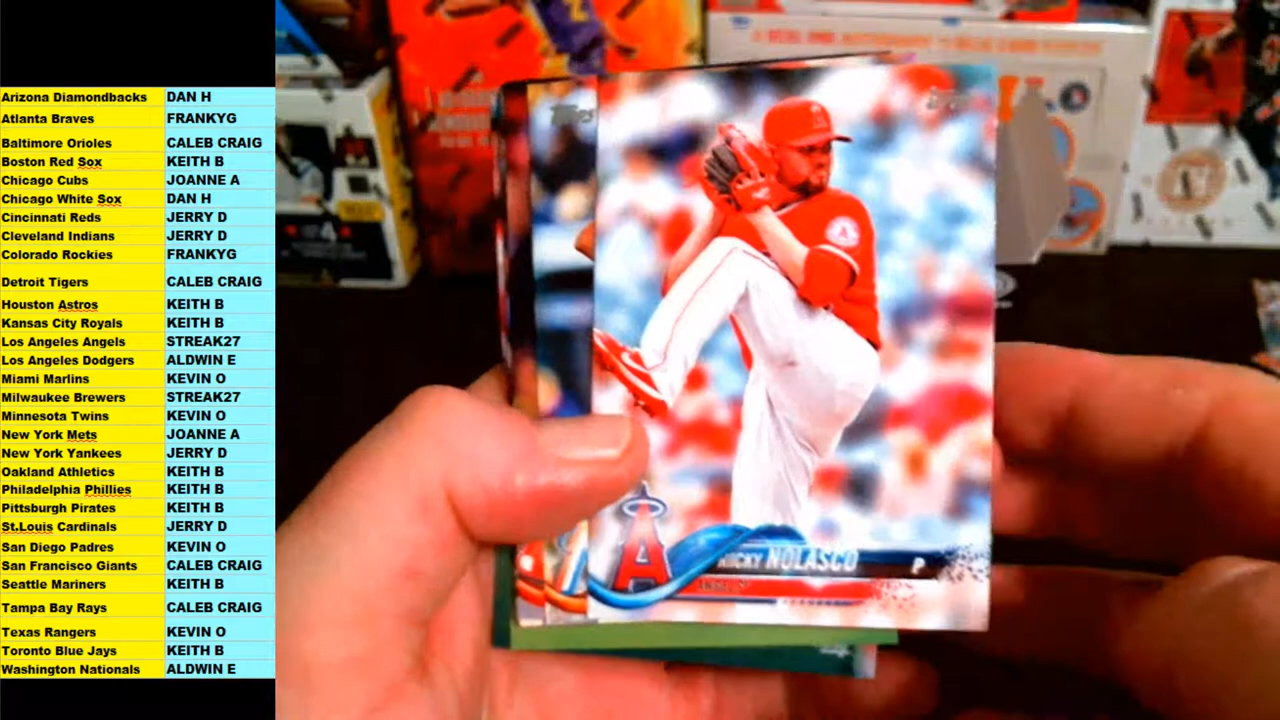 Arizona Diamondbacks DAN H
Atlanta Braves FRANKYG
Baltimore Orioles CALEB CRAIG
Boston Red Sox KEITH B
Chicago Cubs JOANNE A
Chicago White Sox DAN H
Cincinnati Reds JERRY D
Cleveland Indians JERRY D
Colorado Rockies FRANKYG
Detroit Tigers CALEB CRAIG
Houston Astros KEITH B
Kansas City Royals KEITH B
Los Angeles Angels STREAK27
Los Angeles Dodgers ALDWIN E
Miami Marlins KEVIN O
Milwaukee Brewers STREAK27
Minnesota Twins KEVIN O
New York Mets JOANNE A
New York Yankees JERRY D
Oakland Athletics KEITH B
Philadelphia Phillies KEITH B
Pittsburgh Pirates KEITH B
St.Louis Cardinals JERRY D
San Diego Padres KEVIN O
San Francisco Giants CALEB CRAIG
Seattle Mariners KEITH B
Tampa Bay Rays CALEB CRAIG
Texas Rangers KEVIN O
Toronto Blue Jays KEITH B
Washington Nationals ALDWIN E
Topps
A
RICKY NOLASCO P